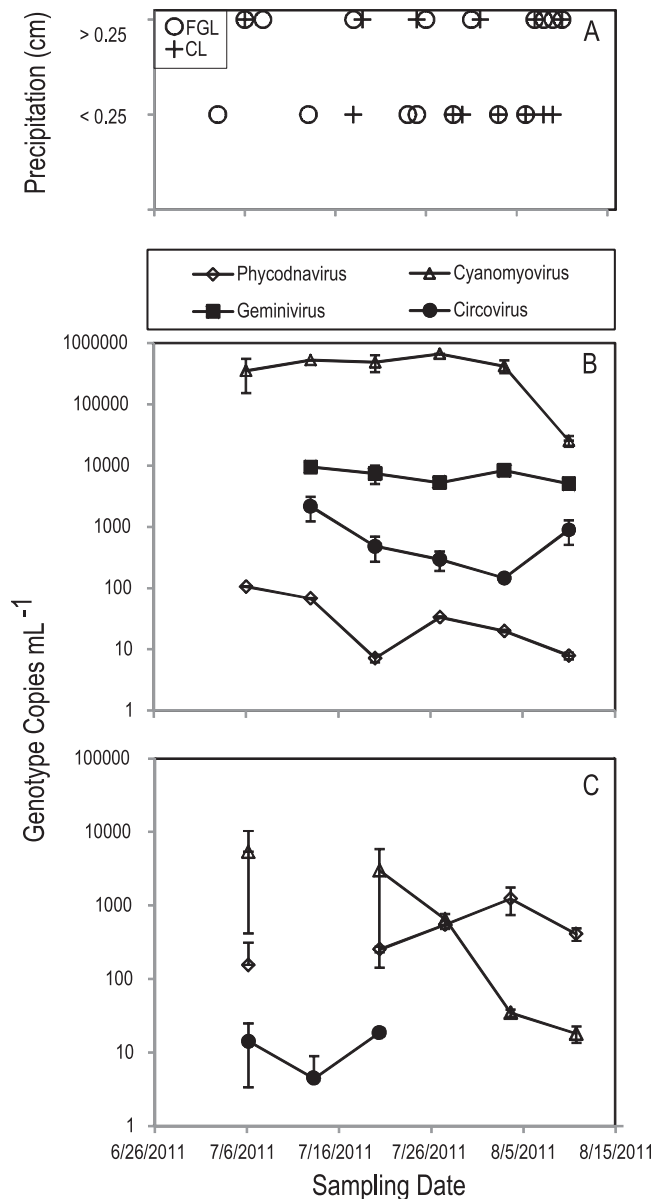 FGL
CL
A
> 0.25
< 0.25
Precipitation (cm)
Phycodnavirus
Cyanomyovirus
Geminivirus
Circovirus
B
1000000
100000
10000
1000
100
10
1
Genotype Copies mL -1
C
100000
10000
1000
100
10
1
6/26/2011 7/6/2011 7/16/2011 7/26/2011 8/5/2011 8/15/2011
Sampling Date